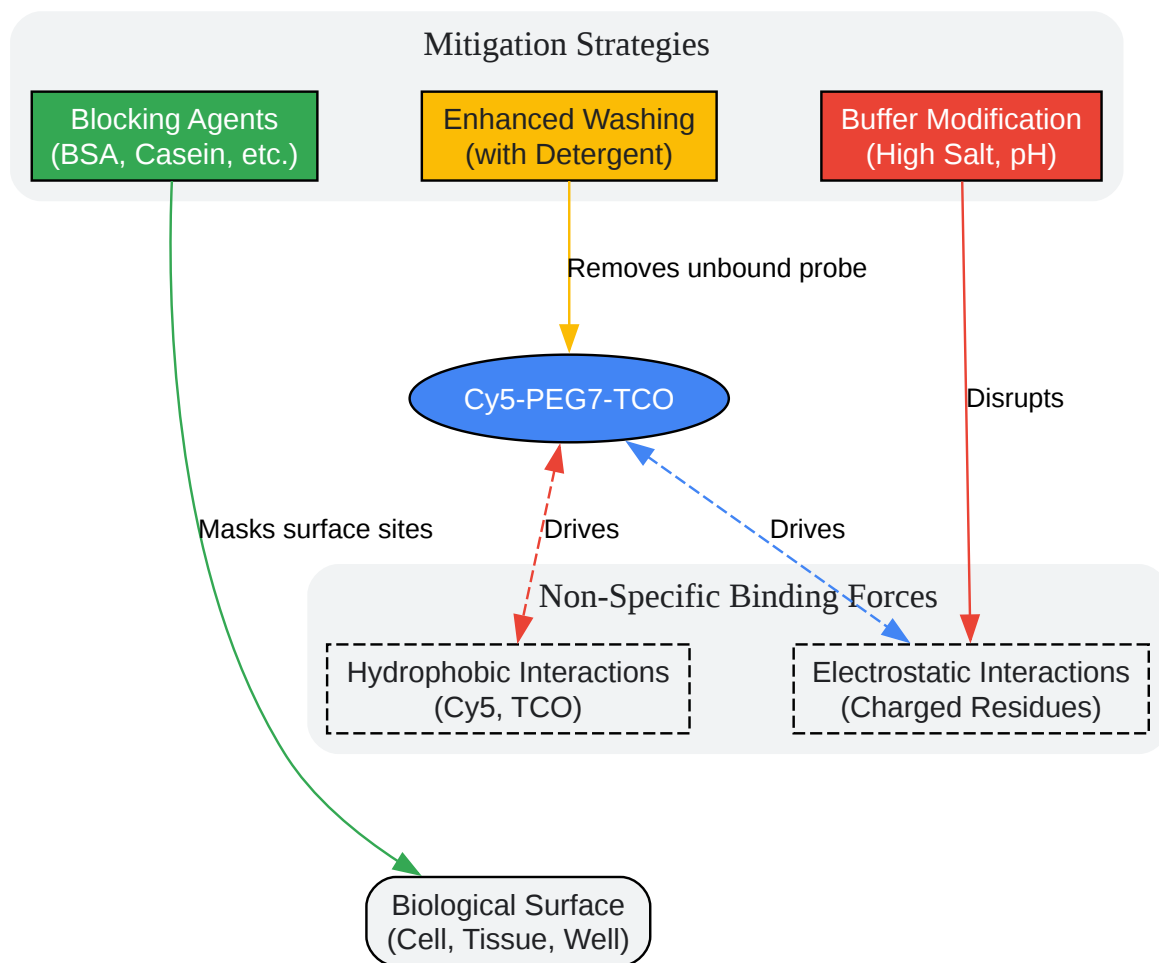 Mitigation Strategies
Blocking Agents
(BSA, Casein, etc.)
Enhanced Washing
(with Detergent)
Buffer Modification
(High Salt, pH)
Removes unbound probe
Cy5-PEG7-TCO
Disrupts
Masks surface sites
Drives
Drives
Non-Specific Binding Forces
Hydrophobic Interactions
(Cy5, TCO)
Electrostatic Interactions
(Charged Residues)
Biological Surface
(Cell, Tissue, Well)